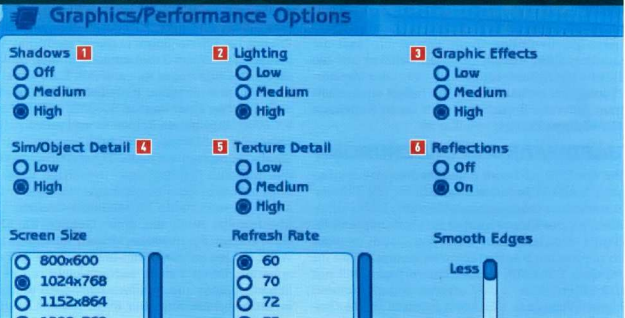 Graphics/Performance Options
Shadows 1
Off
Medium
High
2 Lighting
Low
Medium
High
3 Graphic Effects
Low
Medium
High
Sim/Object Detail 4
Low
High
5 Texture Detail
Low
Medium
High
6 Reflections
Off
On
Screen Size
800x600
1024x768
1152x864
Refresh Rate
60
70
72
Smooth Edges
Less